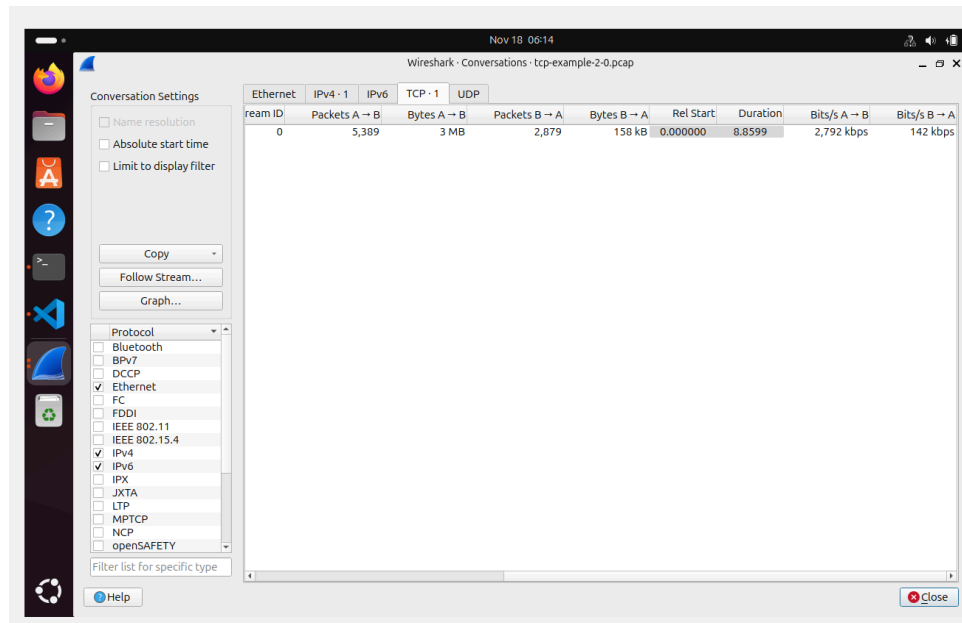 Nov 18 06:14
Wireshark · Conversations · tcp-example-2-0.pcap
Conversation Settings
Name resolution
Absolute start time
Limit to display filter
Copy
Follow Stream…
Graph…
Protocol
Bluetooth
BPv7
DCCP
Ethernet
FC
FDDI
IEEE 802.11
IEEE 802.15.4
IPv4
IPv6
IPX
JXTA
LTP
MPTCP
NCP
openSAFETY
Filter list for specific type
Help
Ethernet IPv4 · 1 IPv6 TCP · 1 UDP
ream ID Packets A → B Bytes A → B Packets B → A Bytes B → A Rel Start Duration Bits/s A → B Bits/s B → A
0 5,389 3 MB 2,879 158 kB 0.000000 8.8599 2,792 kbps 142 kbps
Close